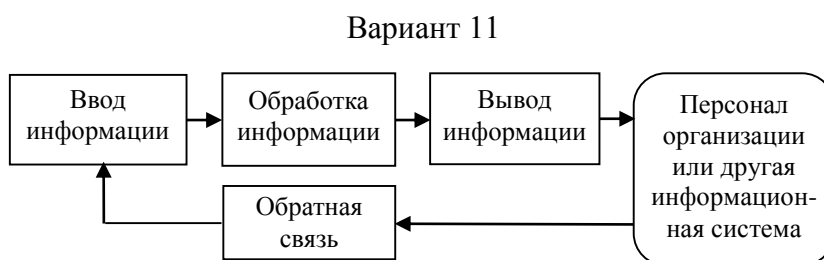 Вариант 11
Ввод
информации
Обработка
информации
Вывод
информации
Персонал
организации
или другая
информацион-
ная система
Обратная
связь